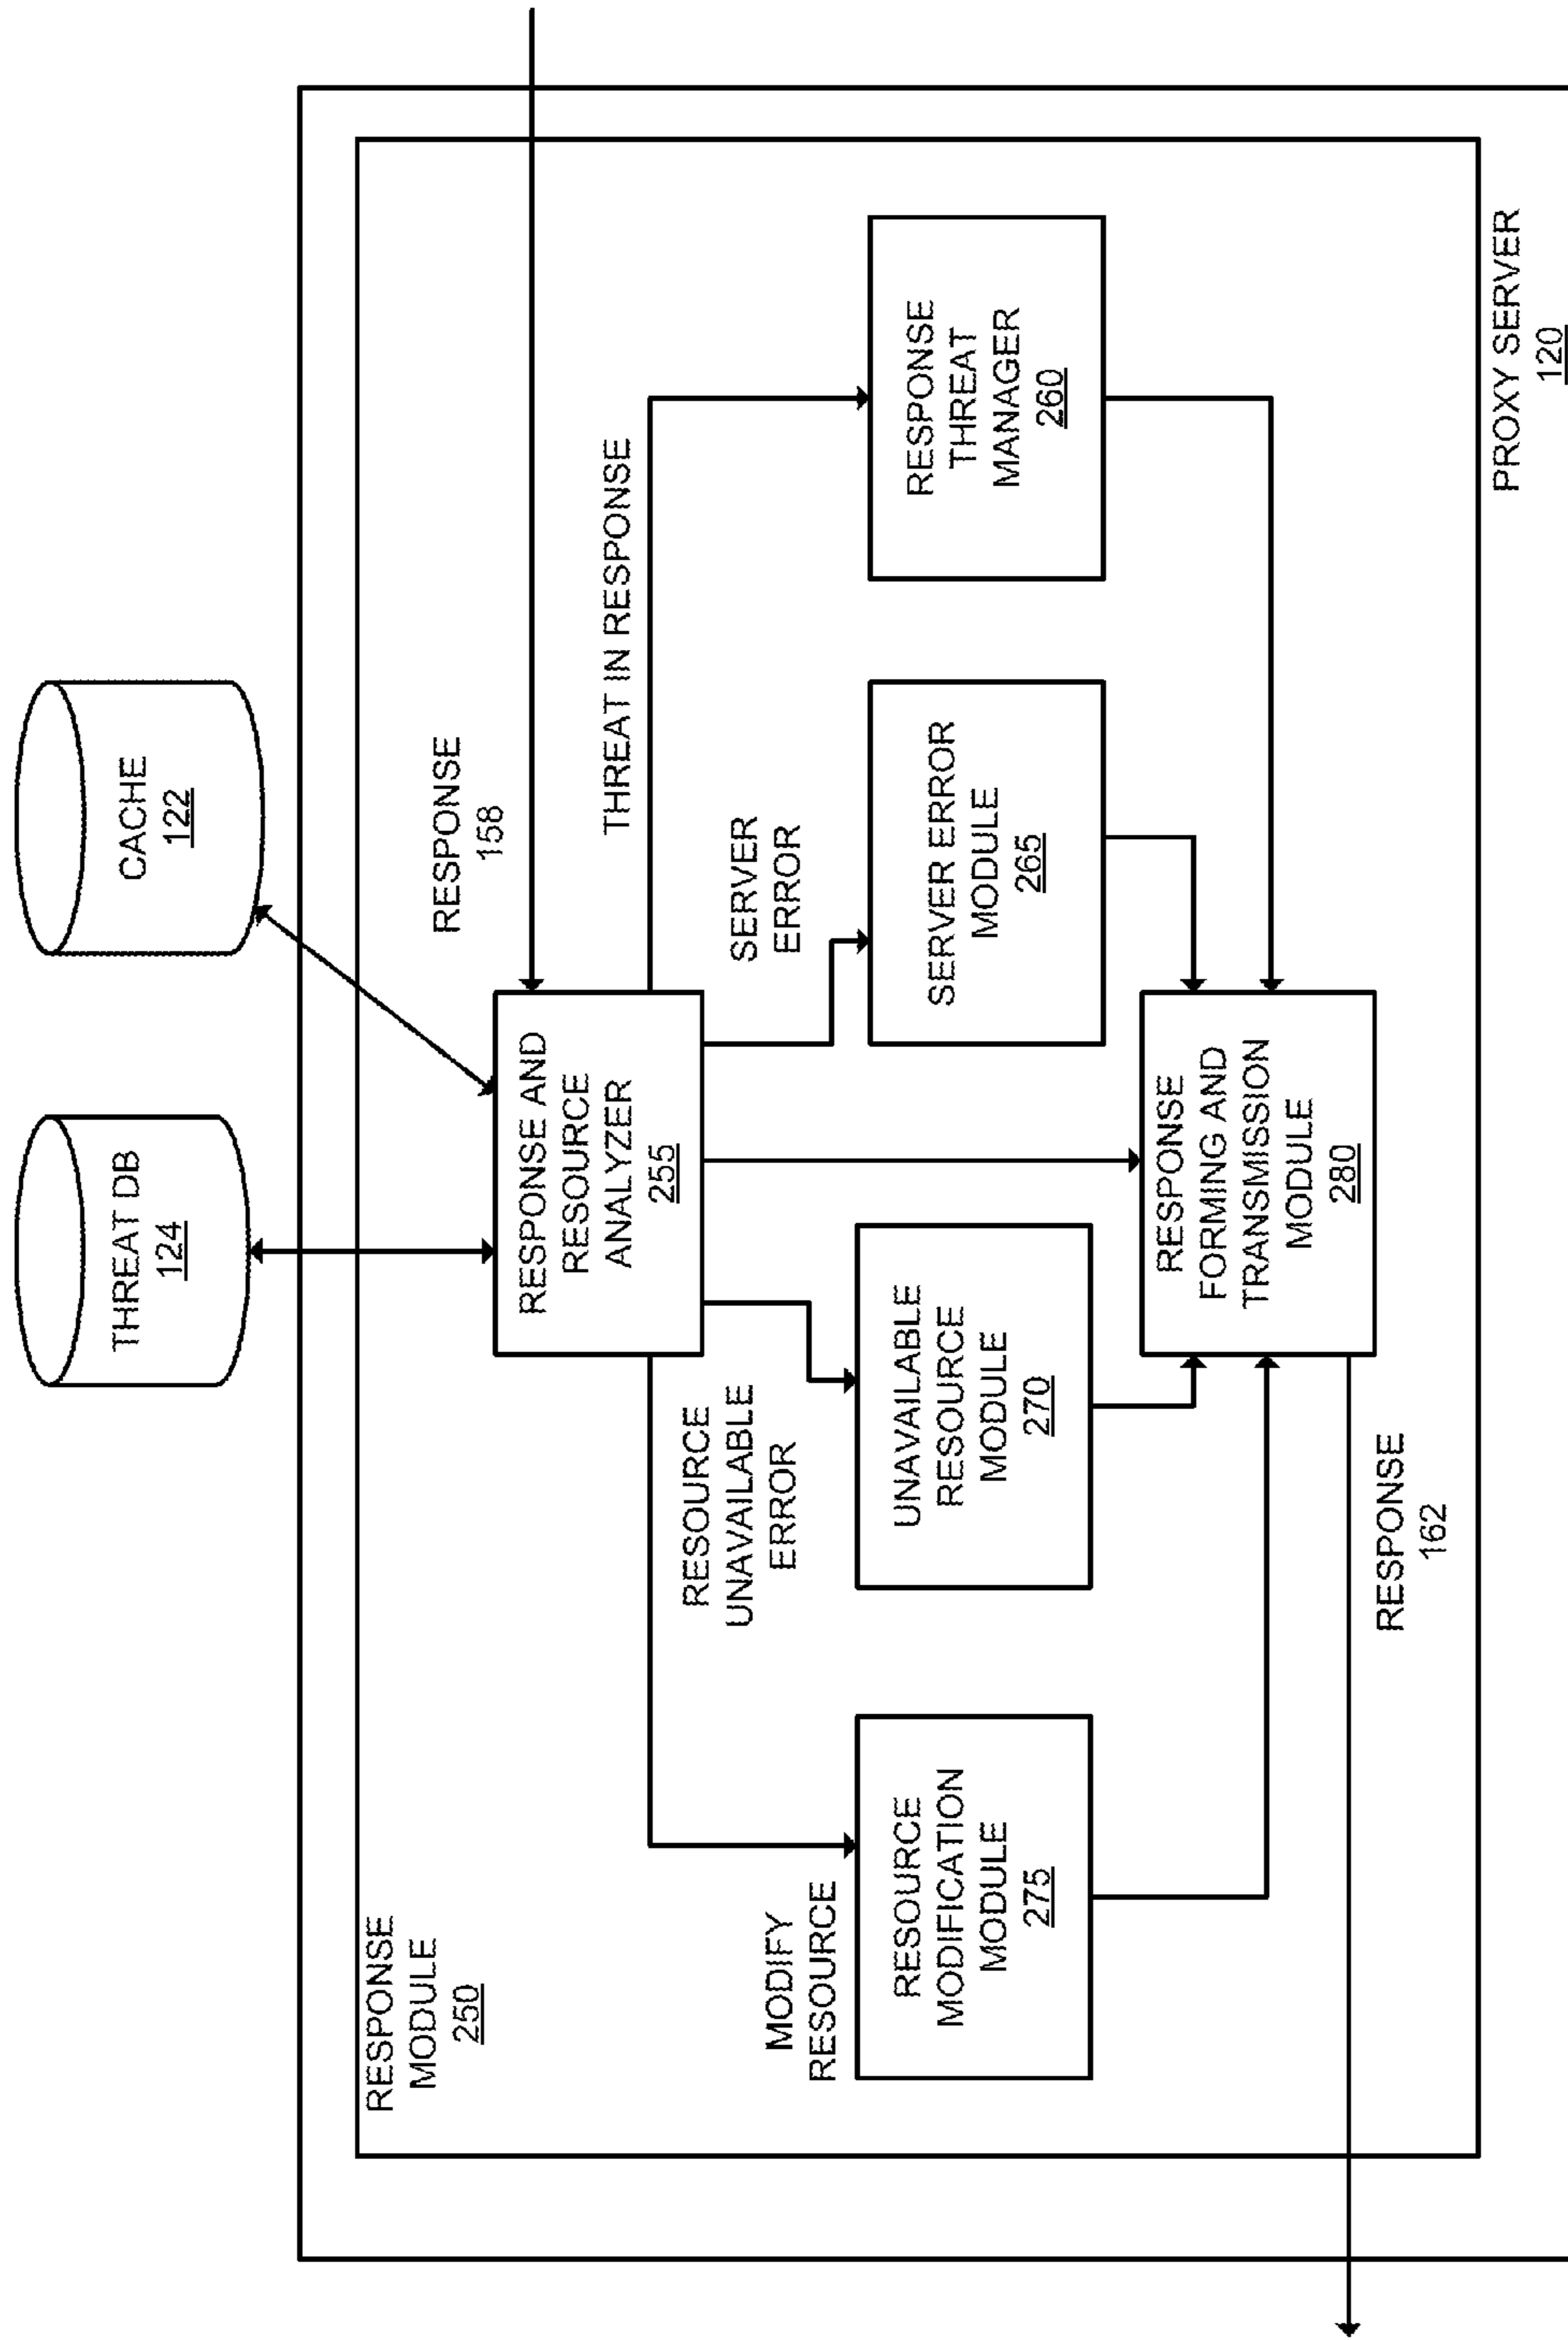 THREAT DB
124
CACHE
122
RESPONSE
MODULE
250
RESPONSE
158
RESPONSE AND
RESOURCE
ANALYZER
255
THREAT IN RESPONSE
MODIFY
RESOURCE
RESOURCE
UNAVAILABLE
ERROR
SERVER
ERROR
RESOURCE
MODIFICATION
MODULE
275
UNAVAILABLE
RESOURCE
MODULE
270
SERVER ERROR
MODULE
265
RESPONSE
THREAT
MANAGER
260
RESPONSE
FORMING AND
TRANSMISSION
MODULE
280
RESPONSE
162
PROXY SERVER
120